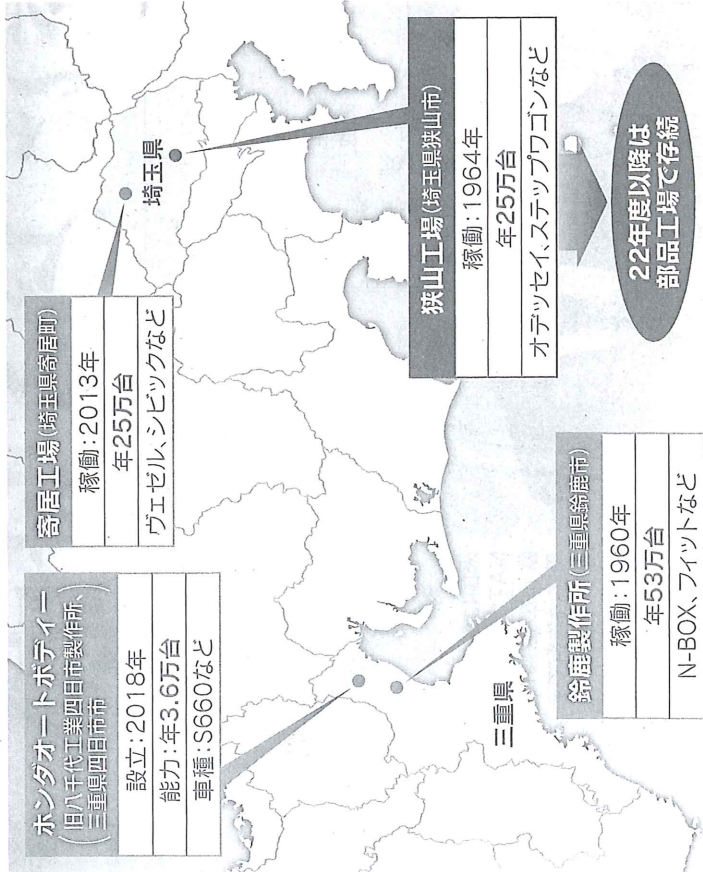 ホンダオートボディー
(旧八千代工業四日市製作所、
三重県四日市市)
設立:2018年
能力:年3.6万台
車種:S660など
寄居工場(埼玉県寄居町)
稼働:2013年
年25万台
ヴェゼル、シビックなど
埼玉県
狭山工場(埼玉県狭山市)
稼働:1964年
年25万台
オデッセイ、ステップワゴンなど
22年度以降は
部品工場で存続
三重県
鈴鹿製作所(三重県鈴鹿市)
稼働:1960年
年53万台
N-BOX、フィットなど